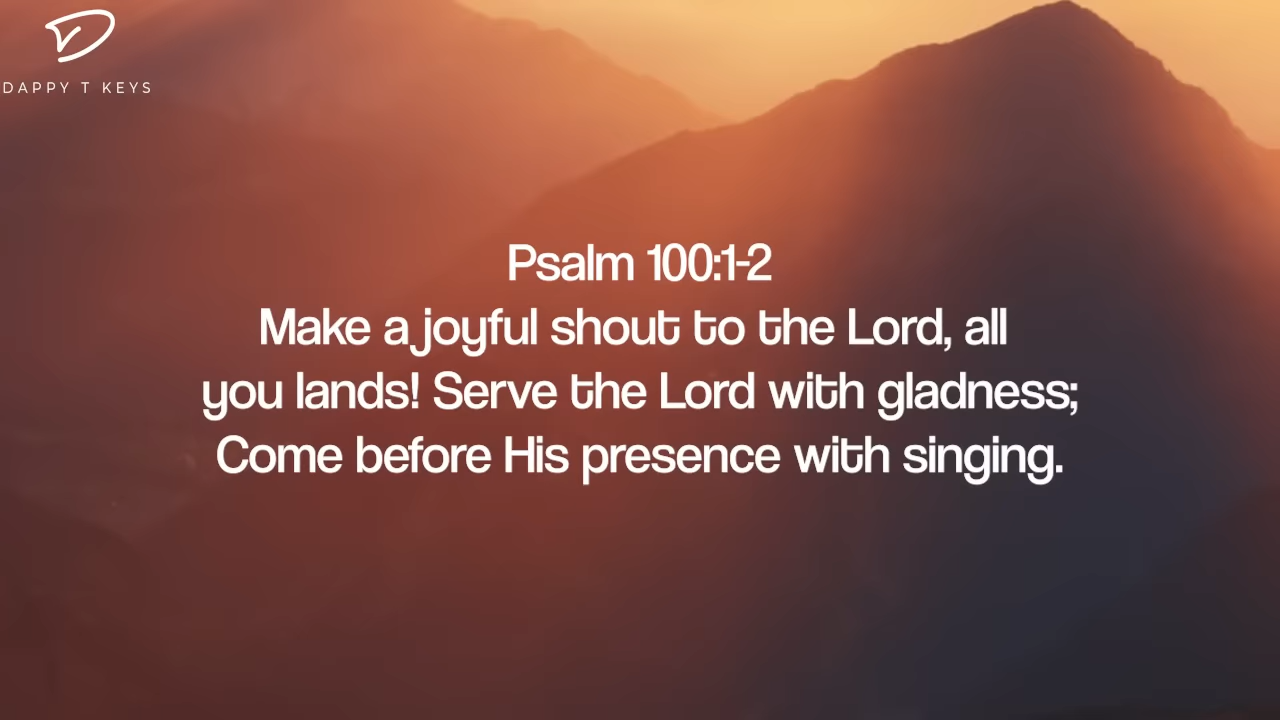 DAPPY T KEYS
Psalm 100:1-2
Make a joyful shout to the Lord, all
you lands! Serve the Lord with gladness;
Come before His presence with singing.